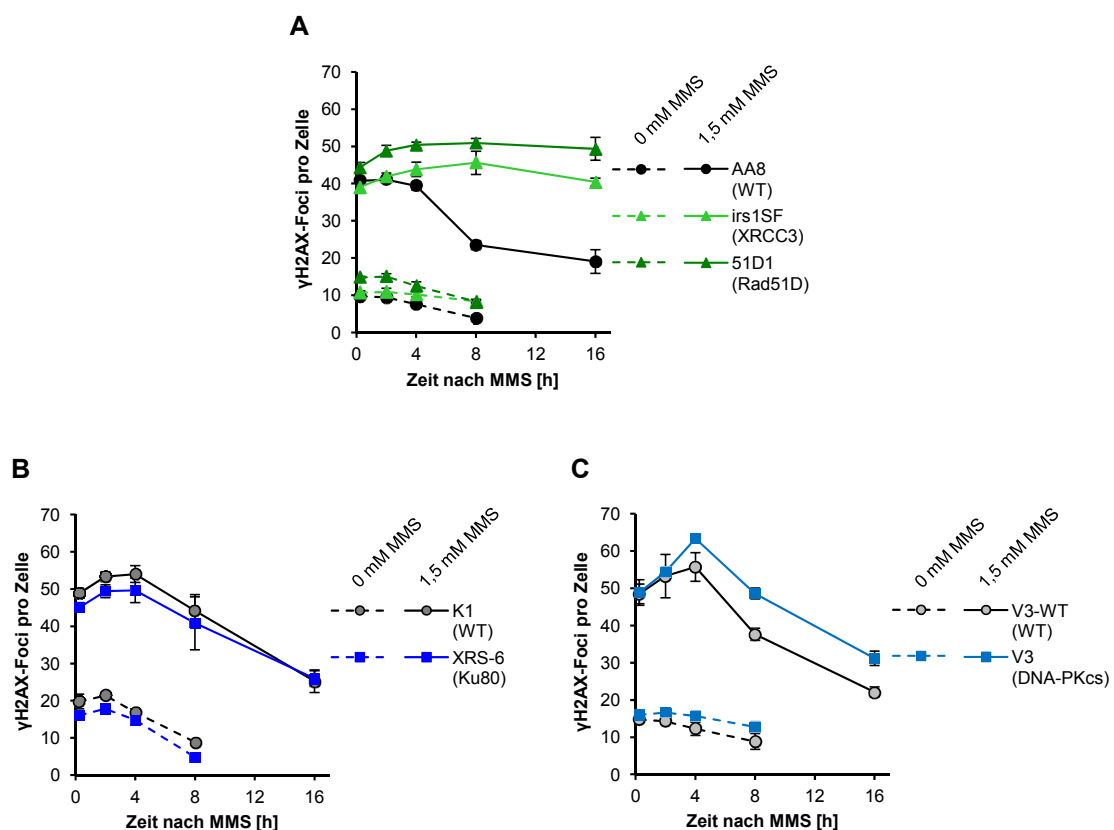 A
γH2AX-Foci pro Zelle
70
60
50
40
30
20
10
0
0 4 8 12 16
Zeit nach MMS [h]
0 mM MMS
1,5 mM MMS
AA8
(WT)
irs1SF
(XRCC3)
51D1
(Rad51D)
B
γH2AX-Foci pro Zelle
70
60
50
40
30
20
10
0
0 4 8 12 16
Zeit nach MMS [h]
0 mM MMS
1,5 mM MMS
K1
(WT)
XRS-6
(Ku80)
C
γH2AX-Foci pro Zelle
70
60
50
40
30
20
10
0
0 4 8 12 16
Zeit nach MMS [h]
0 mM MMS
1,5 mM MMS
V3-WT
(WT)
V3
(DNA-PKcs)